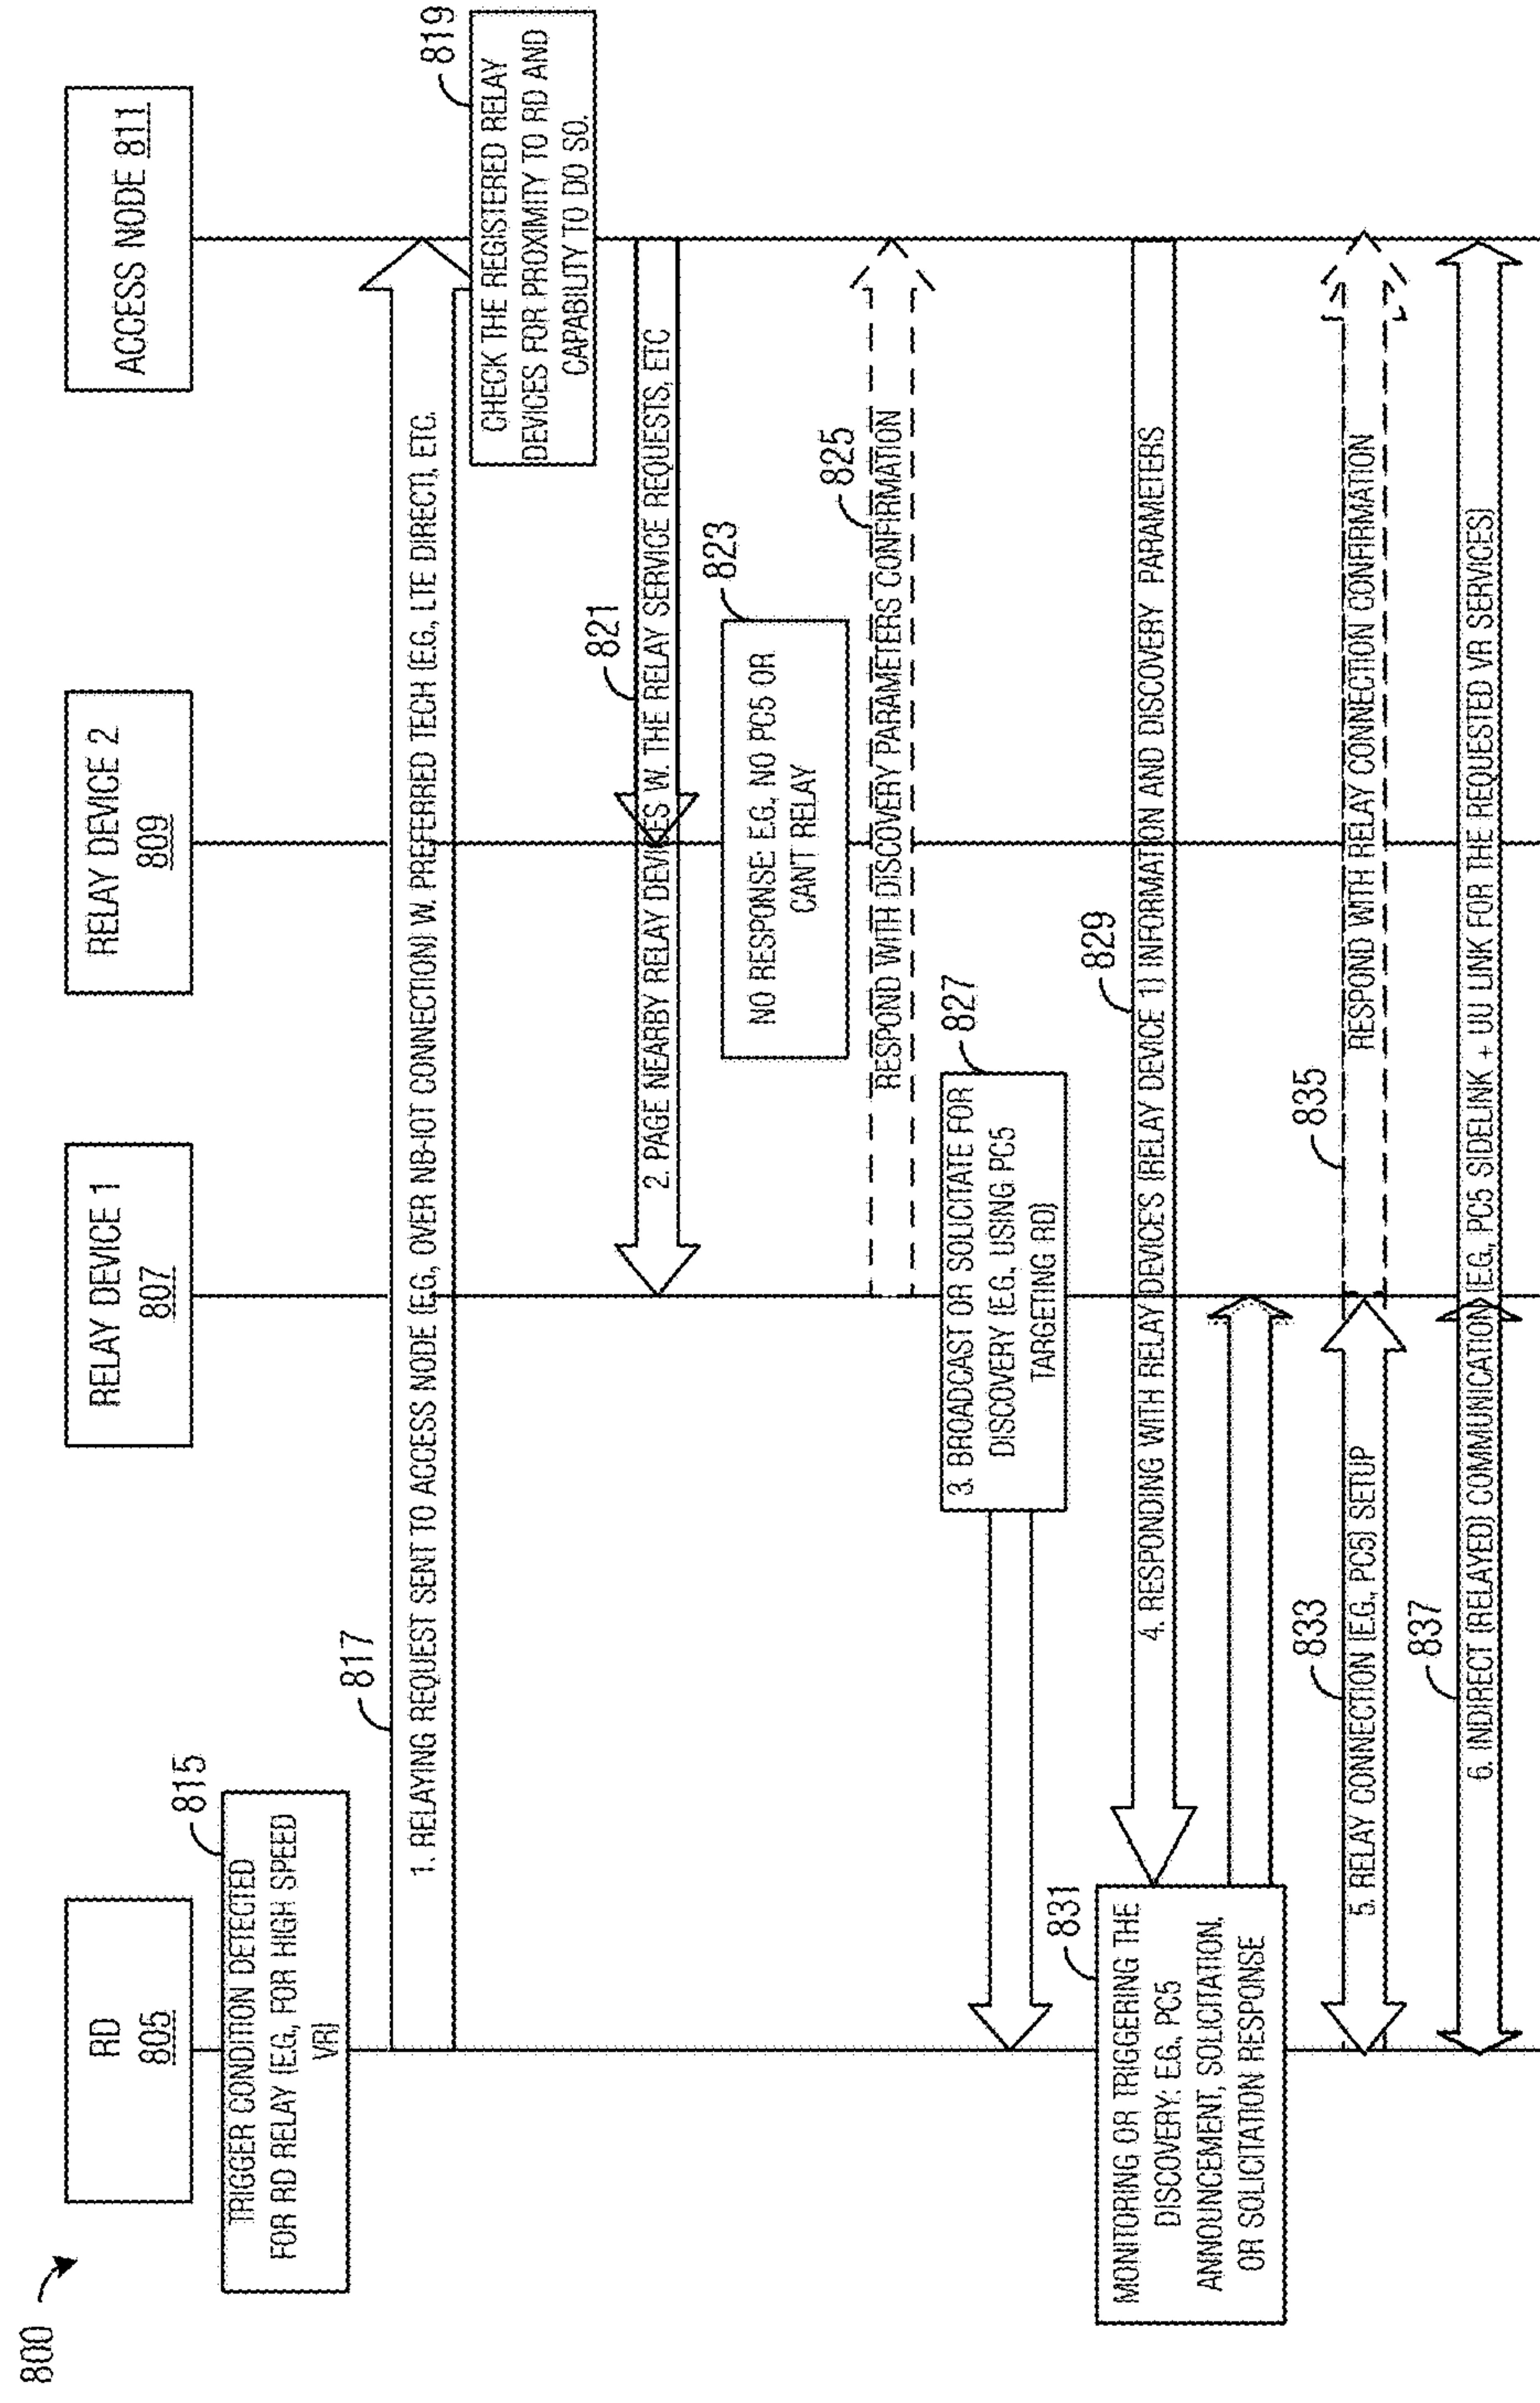 800
RD
805
RELAY DEVICE 1
807
RELAY DEVICE 2
809
ACCESS NODE 811
815
TRIGGER CONDITION DETECTED
FOR RD RELAY (E.G., FOR HIGH SPEED
VR)
817
1. RELAYING REQUEST SENT TO ACCESS NODE (E.G., OVER NB-IOT CONNECTION) W. PREFERRED TECH (E.G., LTE DIRECT), ETC.
819
CHECK THE REGISTERED RELAY
DEVICES FOR PROXIMITY TO RD AND
CAPABILITY TO DO SO.
821
2. PAGE NEARBY RELAY DEVICES W. THE RELAY SERVICE REQUESTS, ETC
823
NO RESPONSE: E.G. NO PC5 OR
CAN'T RELAY
825
RESPOND WITH DISCOVERY PARAMETERS CONFIRMATION
827
3. BROADCAST OR SOLICITATE FOR
DISCOVERY (E.G., USING PC5
TARGETING RD)
829
4. RESPONDING WITH RELAY DEVICE'S (RELAY DEVICE 1) INFORMATION AND DISCOVERY PARAMETERS
831
MONITORING OR TRIGGERING THE
DISCOVERY: E.G., PC5
ANNOUNCEMENT, SOLICITATION,
OR SOLICITATION RESPONSE
833
5. RELAY CONNECTION (E.G., PC5) SETUP
835
RESPOND WITH RELAY CONNECTION CONFIRMATION
837
6. INDIRECT (RELAYED) COMMUNICATION (E.G., PC5 SIDELINK + UU LINK FOR THE REQUESTED VR SERVICES)